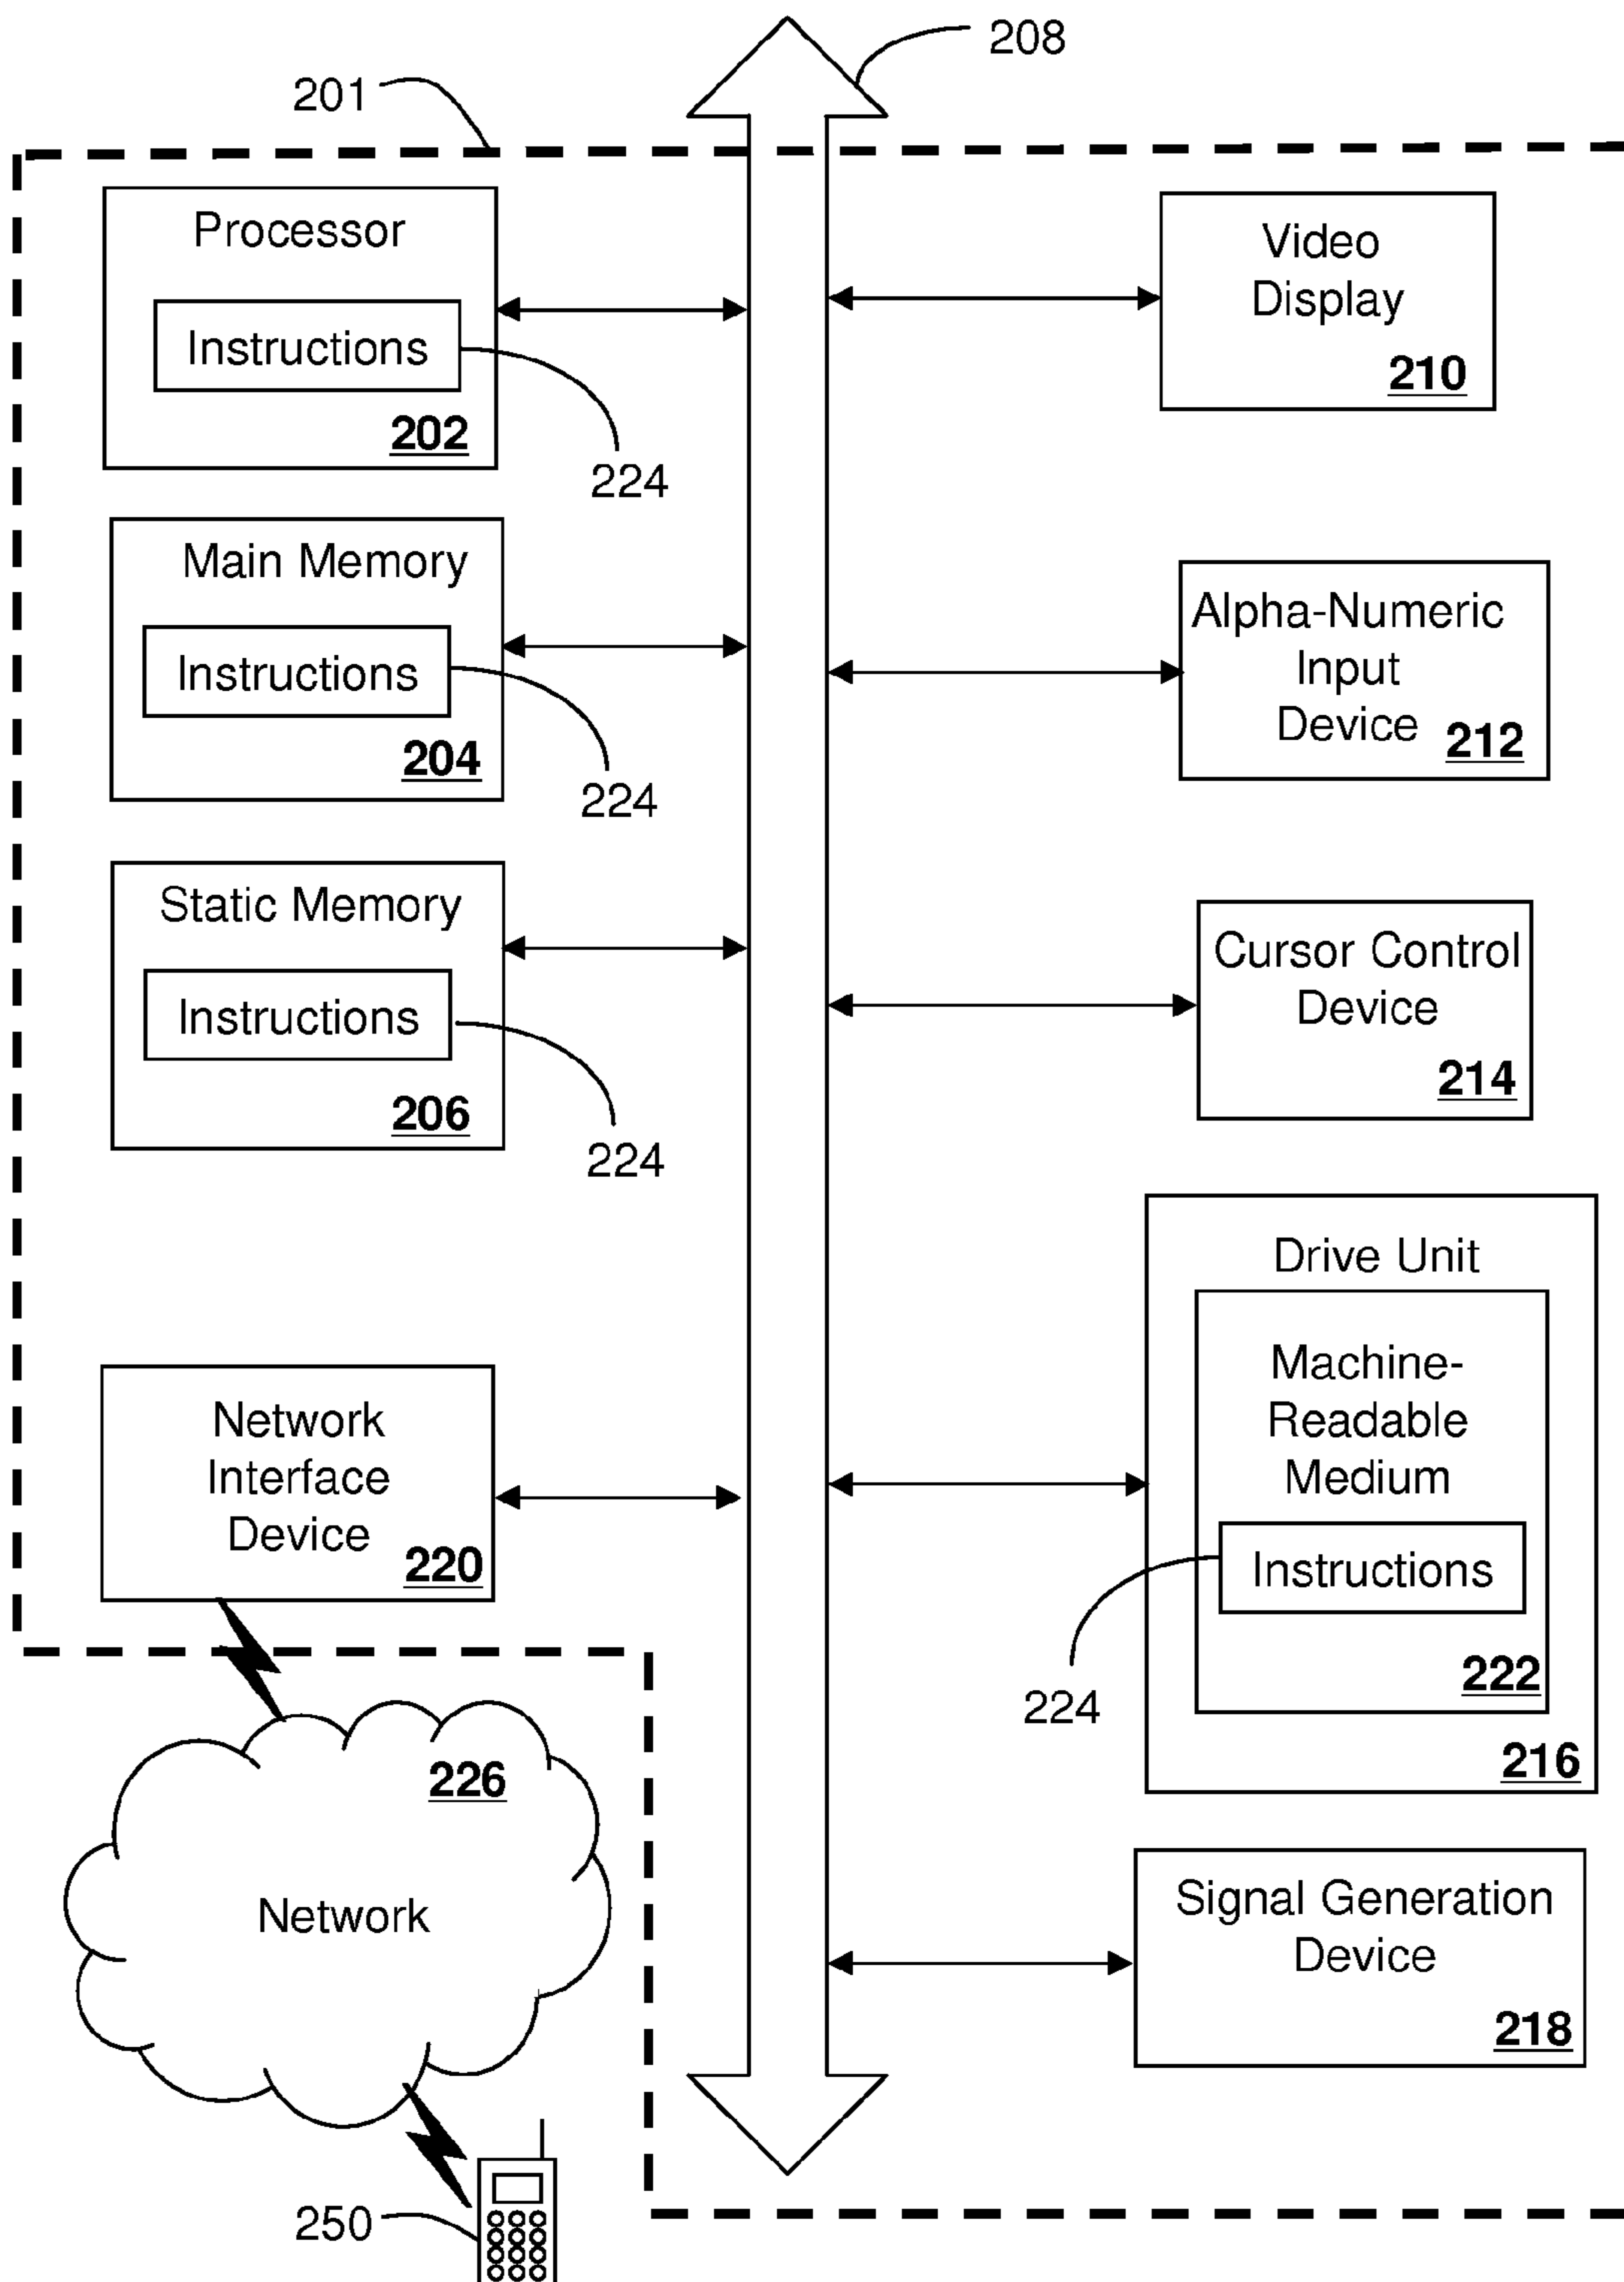 208
201
Processor
Instructions
202
224
Main Memory
Instructions
204
224
Static Memory
Instructions
206
224
Network
Interface
Device
220
226
Network
250
Video
Display
210
Alpha-Numeric
Input
Device
212
Cursor Control
Device
214
Drive Unit
Machine-
Readable
Medium
Instructions
222
224
216
Signal Generation
Device
218